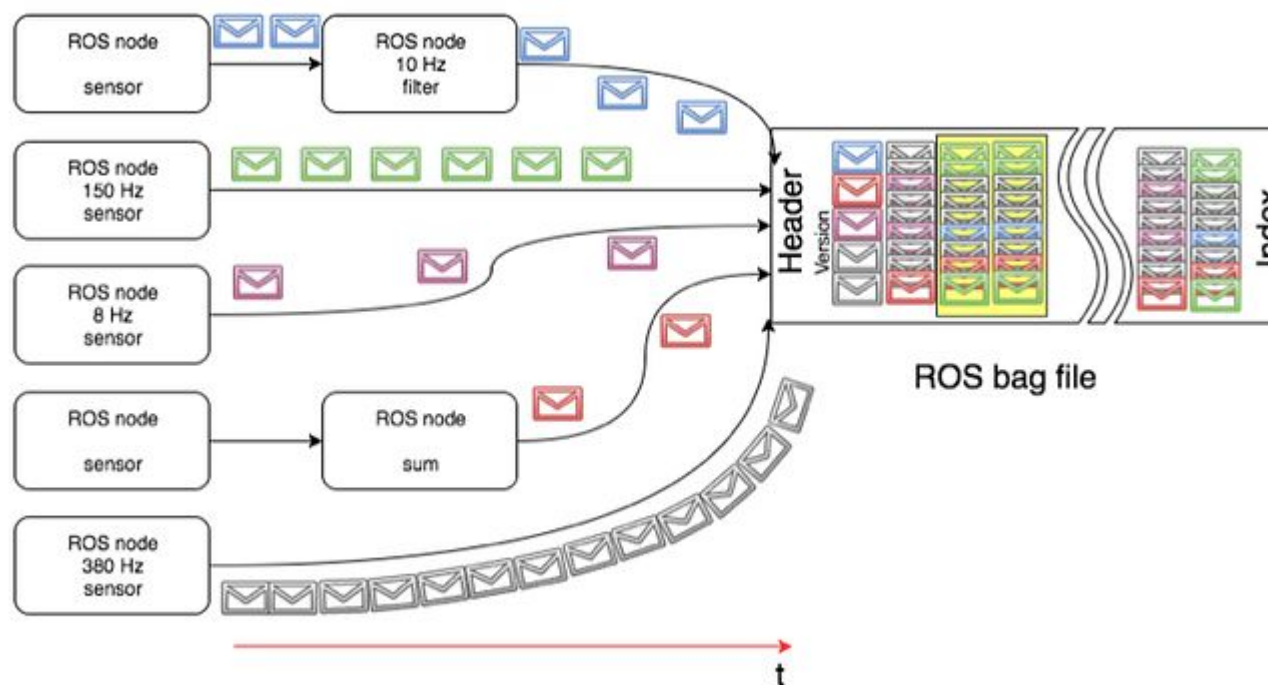 ROS node
sensor
ROS node
10 Hz
filter
ROS node
150 Hz
sensor
ROS node
8 Hz
sensor
ROS node
sensor
ROS node
sum
ROS node
380 Hz
sensor
Header
Version
Index
ROS bag file
t